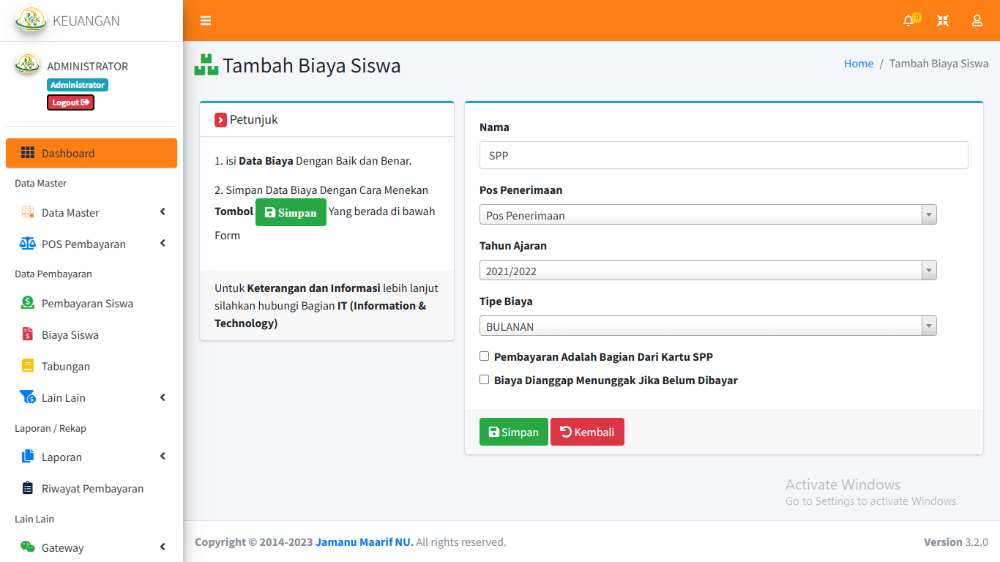 KEUANGAN
0
ADMINISTRATOR
Administrator
Logout
Dashboard
Data Master
Data Master
POS Pembayaran
Data Pembayaran
Pembayaran Siswa
Biaya Siswa
Tabungan
Lain Lain
Laporan / Rekap
Laporan
Riwayat Pembayaran
Lain Lain
Gateway
Tambah Biaya Siswa
Home / Tambah Biaya Siswa
Petunjuk
1. isi Data Biaya Dengan Baik dan Benar.
2. Simpan Data Biaya Dengan Cara Menekan
Tombol Simpan Yang berada di bawah
Form
Untuk Keterangan dan Informasi lebih lanjut
silahkan hubungi Bagian IT (Information &
Technology)
Nama
SPP
Pos Penerimaan
Pos Penerimaan
Tahun Ajaran
2021/2022
Tipe Biaya
BULANAN
Pembayaran Adalah Bagian Dari Kartu SPP
Biaya Dianggap Menunggak Jika Belum Dibayar
Simpan Kembali
Activate Windows
Go to Settings to activate Windows.
Copyright © 2014-2023 Jamanu Maarif NU. All rights reserved.
Version 3.2.0